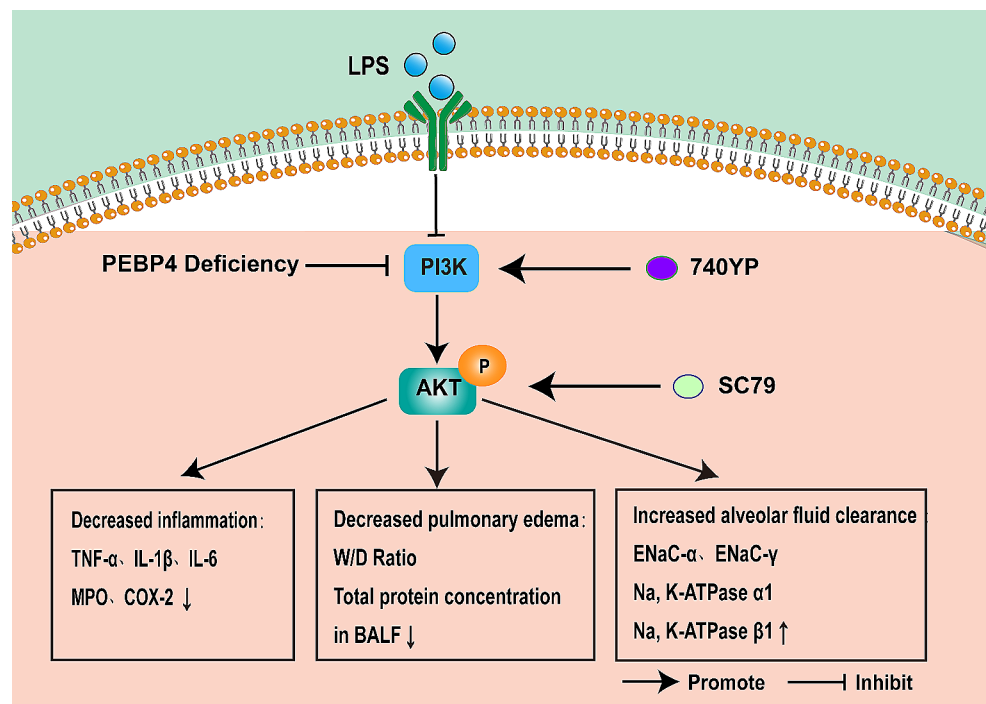 LPS
PEBP4 Deficiency
PI3K
740YP
AKT
P
SC79
Decreased inflammation:
TNF-α、IL-1β、IL-6
MPO、COX-2 ↓
Decreased pulmonary edema:
W/D Ratio
Total protein concentration
in BALF ↓
Increased alveolar fluid clearance:
ENaC-α、ENaC-γ
Na, K-ATPase α1
Na, K-ATPase β1 ↑
Promote
Inhibit